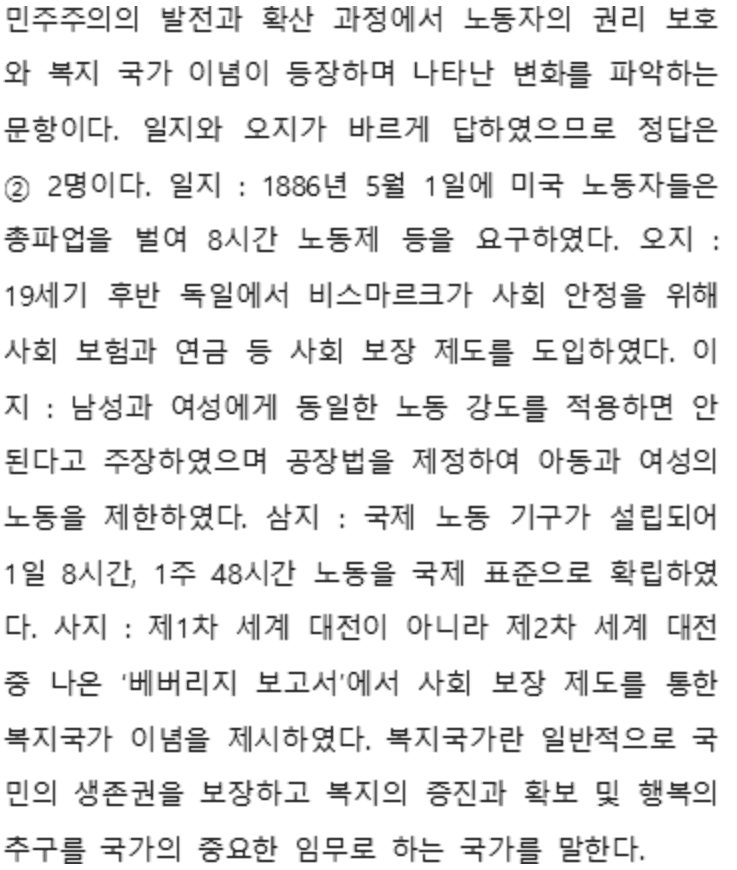 민주주의의 발전과 확산 과정에서 노동자의 권리 보호
와 복지 국가 이념이 등장하며 나타난 변화를 파악하는
문항이다. 일지와 오지가 바르게 답하였으므로 정답은
② 2명이다. 일지 : 1886년 5월 1일에 미국 노동자들은
총파업을 벌여 8시간 노동제 등을 요구하였다. 오지 :
19세기 후반 독일에서 비스마르크가 사회 안정을 위해
사회 보험과 연금 등 사회 보장 제도를 도입하였다. 이
지 : 남성과 여성에게 동일한 노동 강도를 적용하면 안
된다고 주장하였으며 공장법을 제정하여 아동과 여성의
노동을 제한하였다. 삼지 : 국제 노동 기구가 설립되어
1일 8시간, 1주 48시간 노동을 국제 표준으로 확립하였
다. 사지 : 제1차 세계 대전이 아니라 제2차 세계 대전
중 나온 '베버리지 보고서'에서 사회 보장 제도를 통한
복지국가 이념을 제시하였다. 복지국가란 일반적으로 국
민의 생존권을 보장하고 복지의 증진과 확보 및 행복의
추구를 국가의 중요한 임무로 하는 국가를 말한다.